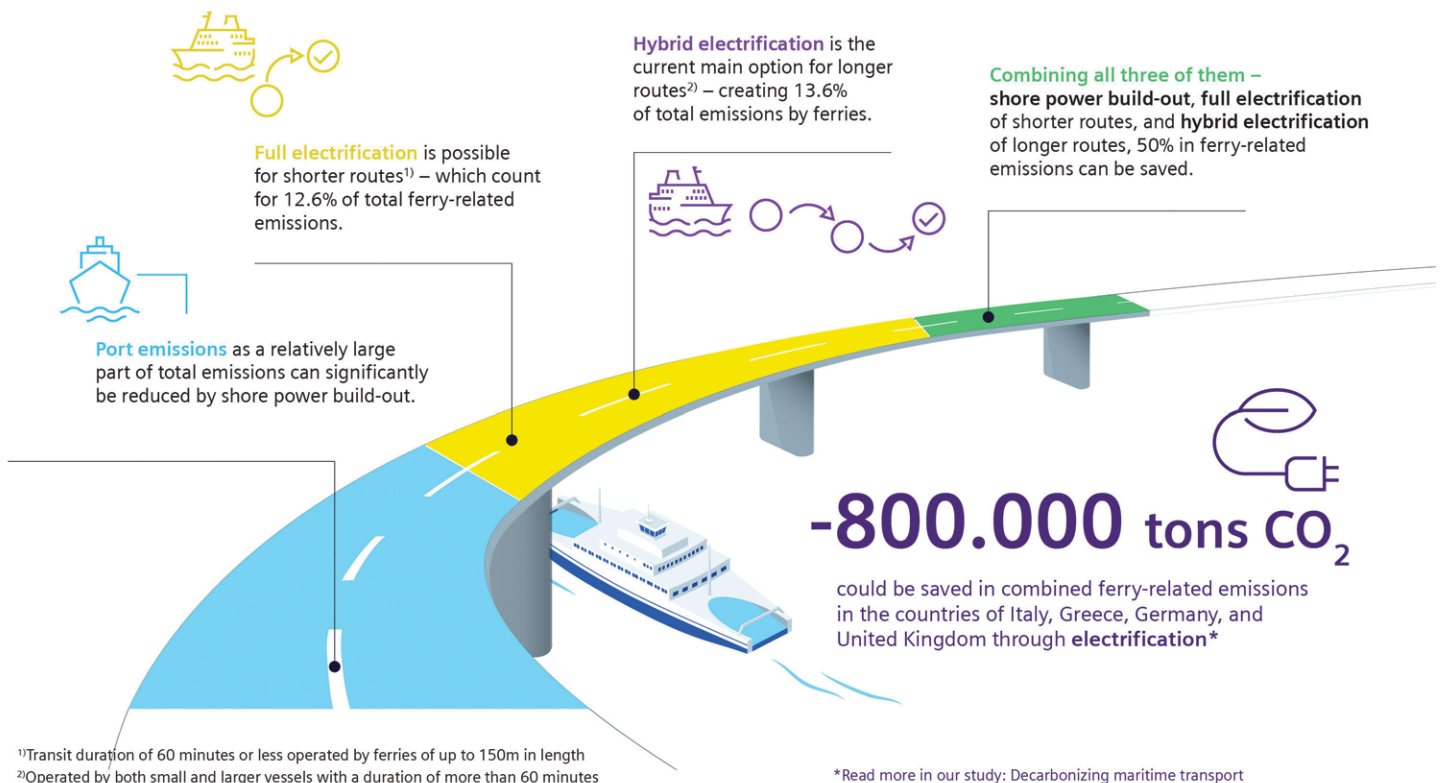 Hybrid electrification is the
current main option for longer
routes²⁾ – creating 13.6%
of total emissions by ferries.
Combining all three of them –
shore power build-out, full electrification
of shorter routes, and hybrid electrification
of longer routes, 50% in ferry-related
emissions can be saved.
Full electrification is possible
for shorter routes¹⁾ – which count
for 12.6% of total ferry-related
emissions.
Port emissions as a relatively large
part of total emissions can significantly
be reduced by shore power build-out.
-800.000 tons CO₂
could be saved in combined ferry-related emissions
in the countries of Italy, Greece, Germany, and
United Kingdom through electrification*
¹⁾Transit duration of 60 minutes or less operated by ferries of up to 150m in length
²⁾Operated by both small and larger vessels with a duration of more than 60 minutes
*Read more in our study: Decarbonizing maritime transport